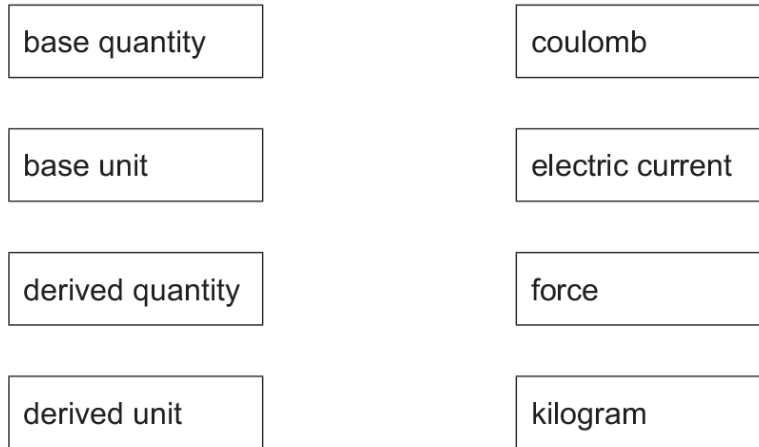 base quantity
coulomb
base unit
electric current
derived quantity
force
derived unit
kilogram